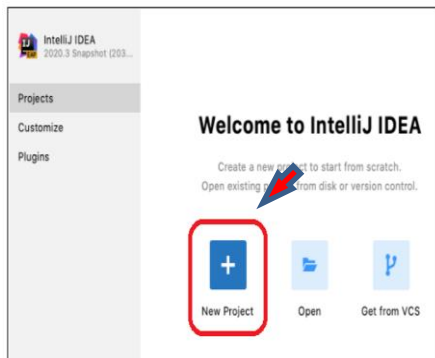 IntelliJ IDEA
2020.3 Snapshot (203...
Projects
Customize
Plugins
Welcome to IntelliJ IDEA
Create a new project to start from scratch.
Open existing from disk or version control.
New Project
Open
Get from VCS